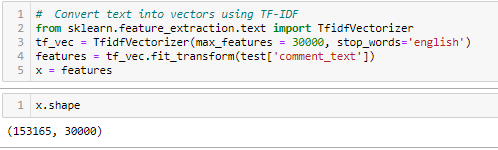 1 #  Convert text into vectors using TF-IDF
2 from sklearn.feature_extraction.text import TfidfVectorizer
3 tf_vec = TfidfVectorizer(max_features = 30000, stop_words='english')
4 features = tf_vec.fit_transform(test['comment_text'])
5 x = features
1 x.shape
(153165, 30000)